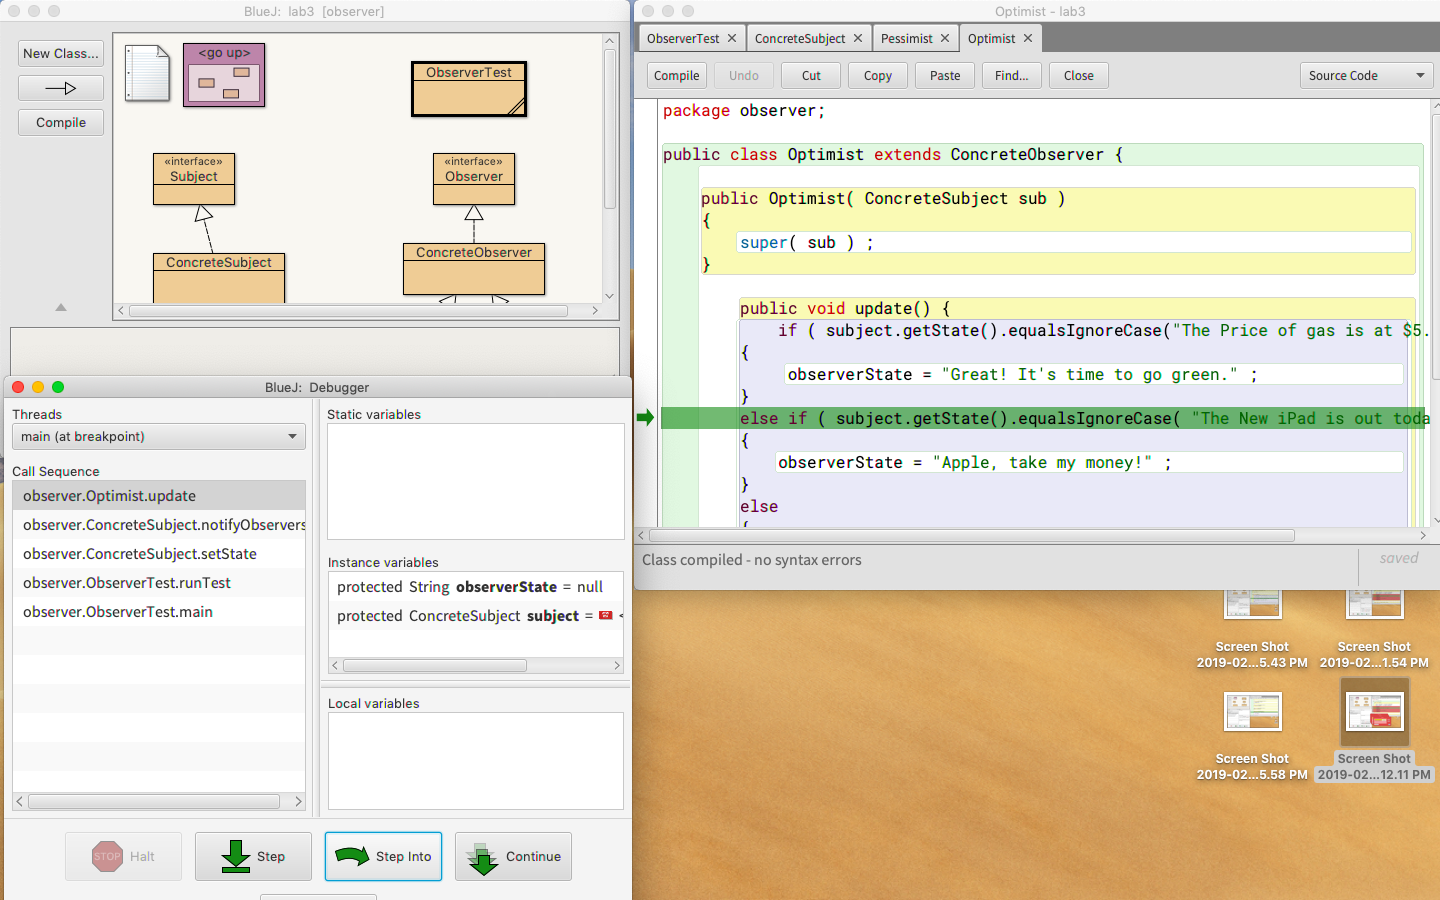 BlueJ: lab3 [observer]
New Class...
Compile
<go up>
ObserverTest
«interface»
Subject
«interface»
Observer
ConcreteSubject
ConcreteObserver
BlueJ: Debugger
Threads
main (at breakpoint)
Call Sequence
observer.Optimist.update
observer.ConcreteSubject.notifyObservers
observer.ConcreteSubject.setState
observer.ObserverTest.runTest
observer.ObserverTest.main
Static variables
Instance variables
protected String observerState = null
protected ConcreteSubject subject = <
Local variables
STOP Halt
Step
Step Into
Continue
Optimist - lab3
ObserverTest
ConcreteSubject
Pessimist
Optimist
Compile
Undo
Cut
Copy
Paste
Find...
Close
Source Code
package observer;
public class Optimist extends ConcreteObserver {
public Optimist( ConcreteSubject sub )
{
super( sub ) ;
}
public void update() {
if ( subject.getState().equalsIgnoreCase("The Price of gas is at $5.
{
observerState = "Great! It's time to go green." ;
}
else if ( subject.getState().equalsIgnoreCase( "The New iPad is out toda
{
observerState = "Apple, take my money!" ;
}
else
{
Class compiled - no syntax errors
saved
Screen Shot
2019-02...5.43 PM
Screen Shot
2019-02...1.54 PM
Screen Shot
2019-02...5.58 PM
Screen Shot
2019-02...12.11 PM